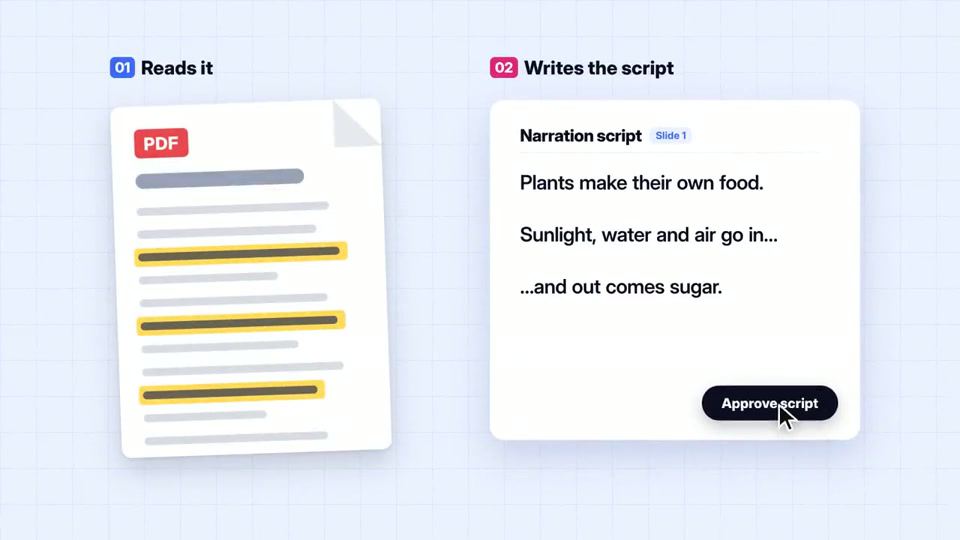 01 Reads it
PDF
02 Writes the script
Narration script Slide 1
Plants make their own food.
Sunlight, water and air go in...
...and out comes sugar.
Approve script